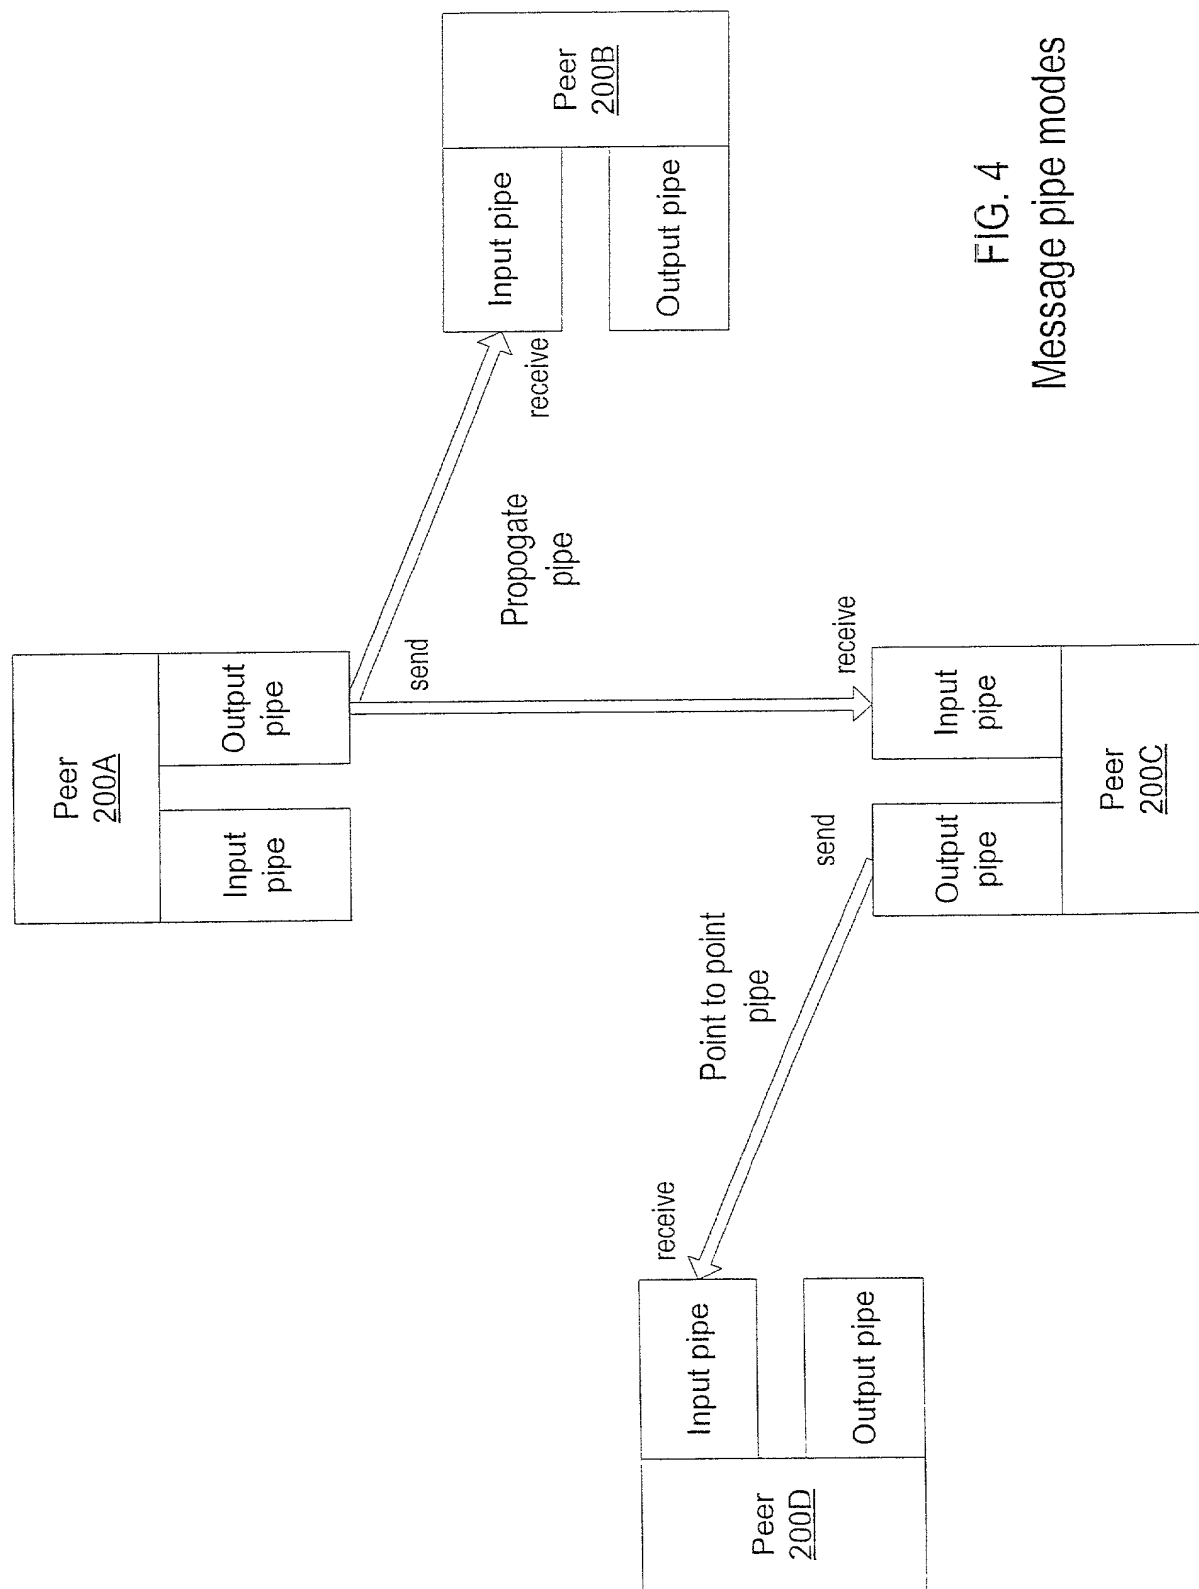 Peer
200A
Input
pipe
Output
pipe
send
Propogate
pipe
receive
Peer
200B
Input pipe
Output pipe
receive
Input
pipe
Output
pipe
Peer
200C
send
Point to point
pipe
receive
Input pipe
Output pipe
Peer
200D
FIG. 4
Message pipe modes